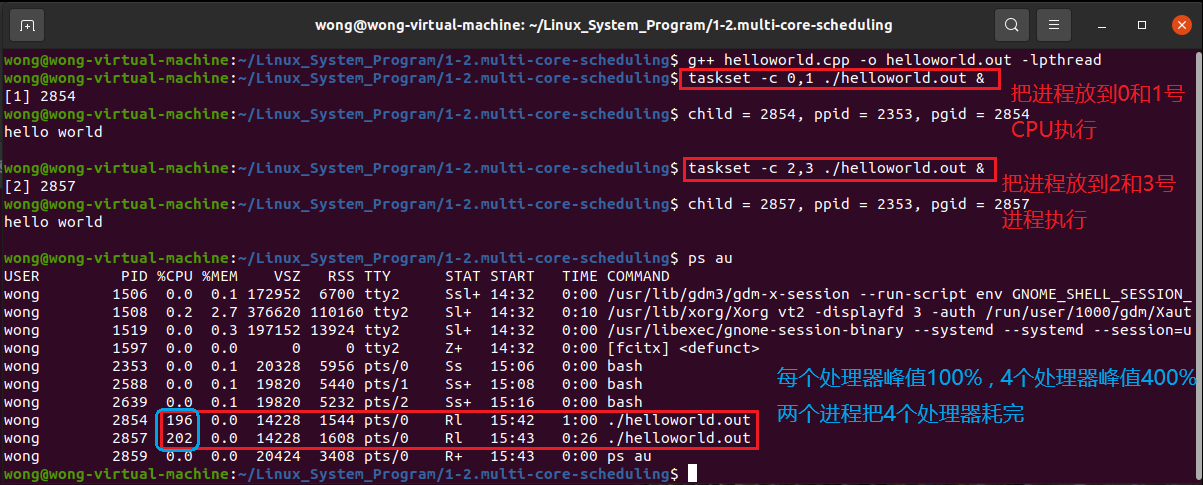 wong@wong-virtual-machine: ~/Linux_System_Program/1-2.multi-core-scheduling
wong@wong-virtual-machine:~/Linux_System_Program/1-2.multi-core-scheduling$ g++ helloworld.cpp -o helloworld.out -lpthread
wong@wong-virtual-machine:~/Linux_System_Program/1-2.multi-core-scheduling$ taskset -c 0,1 ./helloworld.out &
[1] 2854
wong@wong-virtual-machine:~/Linux_System_Program/1-2.multi-core-scheduling$ child = 2854, ppid = 2353, pgid = 2854
hello world
把进程放到0和1号
CPU执行
wong@wong-virtual-machine:~/Linux_System_Program/1-2.multi-core-scheduling$ taskset -c 2,3 ./helloworld.out &
[2] 2857
wong@wong-virtual-machine:~/Linux_System_Program/1-2.multi-core-scheduling$ child = 2857, ppid = 2353, pgid = 2857
hello world
把进程放到2和3号
进程执行
wong@wong-virtual-machine:~/Linux_System_Program/1-2.multi-core-scheduling$ ps au
USER PID %CPU %MEM VSZ RSS TTY STAT START TIME COMMAND
wong 1506 0.0 0.1 172952 6700 tty2 Ssl+ 14:32 0:00 /usr/lib/gdm3/gdm-x-session --run-script env GNOME_SHELL_SESSION_
wong 1508 0.2 2.7 376620 110160 tty2 Sl+ 14:32 0:10 /usr/lib/xorg/Xorg vt2 -displayfd 3 -auth /run/user/1000/gdm/Xaut
wong 1519 0.0 0.3 197152 13924 tty2 Sl+ 14:32 0:00 /usr/libexec/gnome-session-binary --systemd --systemd --session=u
wong 1597 0.0 0.0 0 0 tty2 Z+ 14:32 0:00 [fcitx] <defunct>
wong 2353 0.0 0.1 20328 5956 pts/0 Ss 15:06 0:00 bash
wong 2588 0.0 0.1 19820 5440 pts/1 Ss+ 15:08 0:00 bash
wong 2639 0.0 0.1 19820 5232 pts/2 Ss+ 15:16 0:00 bash
wong 2854 196 0.0 14228 1544 pts/0 Rl 15:42 1:00 ./helloworld.out
wong 2857 202 0.0 14228 1608 pts/0 Rl 15:43 0:26 ./helloworld.out
wong 2859 0.0 0.0 20424 3408 pts/0 R+ 15:43 0:00 ps au
每个处理器峰值100%，4个处理器峰值400%
两个进程把4个处理器耗完
wong@wong-virtual-machine:~/Linux_System_Program/1-2.multi-core-scheduling$